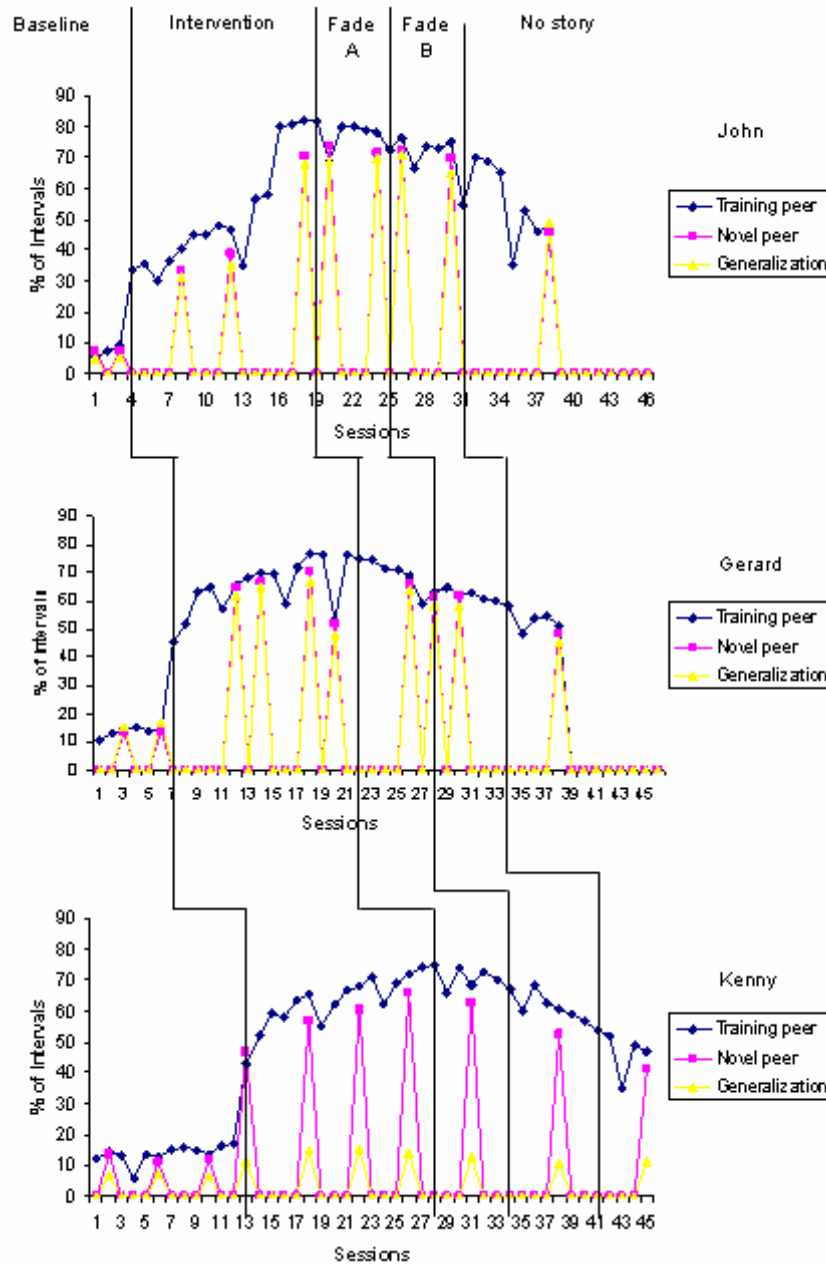 Baseline Intervention Fade A Fade B No story
John
% of Intervals
90
80
70
60
50
40
30
20
10
0
1 4 7 10 13 16 19 22 25 28 31 34 37 40 43 46
Sessions
Training peer
Novel peer
Generalization
Gerard
% of Intervals
90
80
70
60
50
40
30
20
10
0
1 3 5 7 9 11 13 15 17 19 21 23 25 27 29 31 33 35 37 39 41 43 45
Sessions
Training peer
Novel peer
Generalization
Kenny
% of Intervals
90
80
70
60
50
40
30
20
10
0
1 3 5 7 9 11 13 15 17 19 21 23 25 27 29 31 33 35 37 39 41 43 45
Sessions
Training peer
Novel peer
Generalization